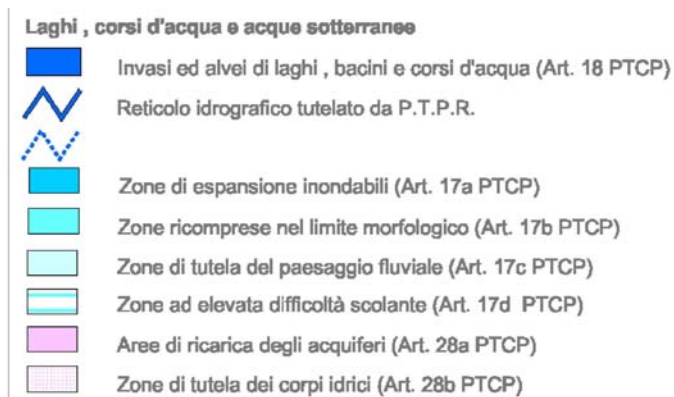 Laghi , corsi d'acqua e acque sotterranee
Invasi ed alvei di laghi , bacini e corsi d'acqua (Art. 18 PTCP)
Reticolo idrografico tutelato da P.T.P.R.
Zone di espansione inondabili (Art. 17a PTCP)
Zone ricomprese nel limite morfologico (Art. 17b PTCP)
Zone di tutela del paesaggio fluviale (Art. 17c PTCP)
Zone ad elevata difficoltà scolante (Art. 17d PTCP)
Aree di ricarica degli acquiferi (Art. 28a PTCP)
Zone di tutela dei corpi idrici (Art. 28b PTCP)